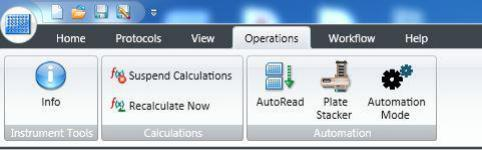 Home Protocols View Operations Workflow Help
Info
Instrument Tools
Suspend Calculations
Recalculate Now
Calculations
AutoRead
Plate
Stacker
Automation
Mode
Automation